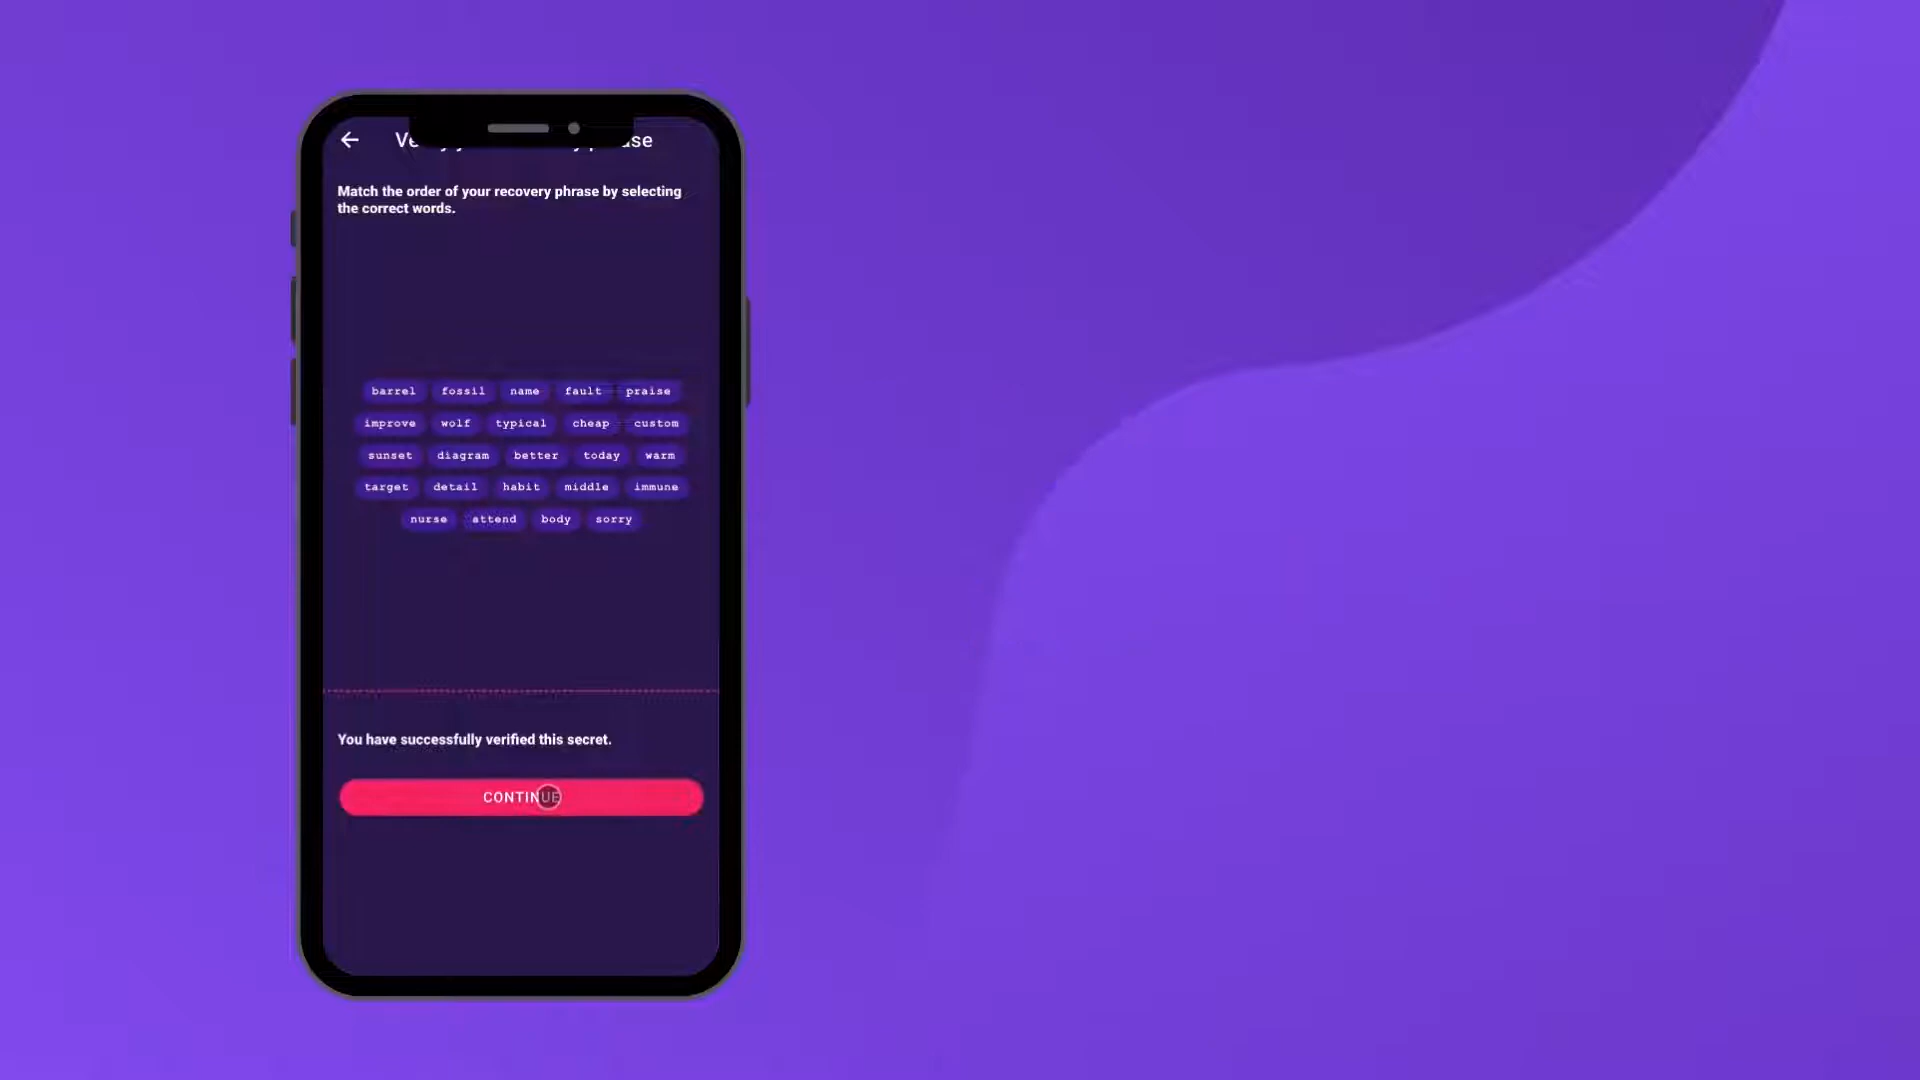 Match the order of your recovery phrase by selecting
the correct words.
barrel fossil name fault praise
improve wolf typical cheap custom
sunset diagram better today warm
target detail habit middle immune
nurse attend body sorry
You have successfully verified this secret.
CONTINUE